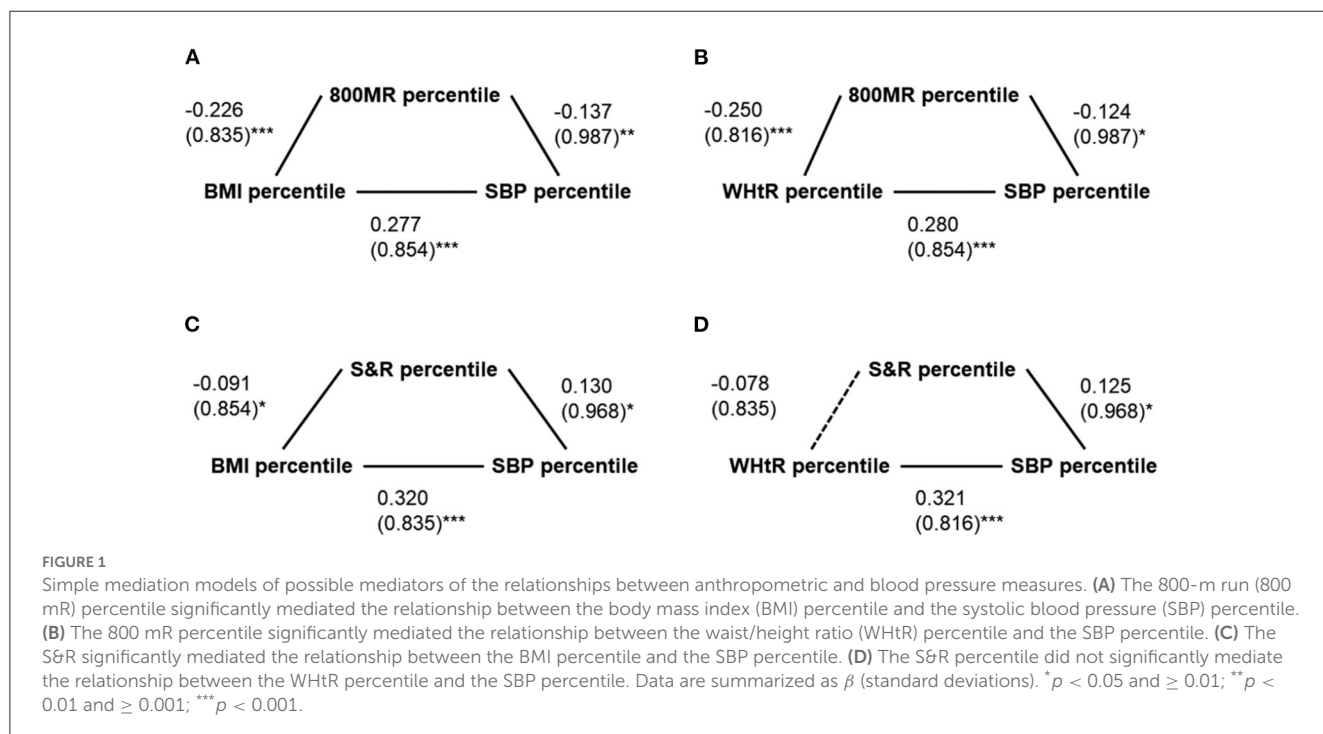 A
800MR percentile
-0.226
(0.835)***
-0.137
(0.987)**
BMI percentile
SBP percentile
0.277
(0.854)***
B
800MR percentile
-0.250
(0.816)***
-0.124
(0.987)*
WHtR percentile
SBP percentile
0.280
(0.854)***
C
S&R percentile
-0.091
(0.854)*
0.130
(0.968)*
BMI percentile
SBP percentile
0.320
(0.835)***
D
S&R percentile
-0.078
(0.835)
0.125
(0.968)*
WHtR percentile
SBP percentile
0.321
(0.816)***
FIGURE 1
Simple mediation models of possible mediators of the relationships between anthropometric and blood pressure measures. (A) The 800-m run (800
mR) percentile significantly mediated the relationship between the body mass index (BMI) percentile and the systolic blood pressure (SBP) percentile.
(B) The 800 mR percentile significantly mediated the relationship between the waist/height ratio (WHtR) percentile and the SBP percentile. (C) The
S&R significantly mediated the relationship between the BMI percentile and the SBP percentile. (D) The S&R percentile did not significantly mediate
the relationship between the WHtR percentile and the SBP percentile. Data are summarized as β (standard deviations). *p < 0.05 and ≥ 0.01; **p <
0.01 and ≥ 0.001; ***p < 0.001.